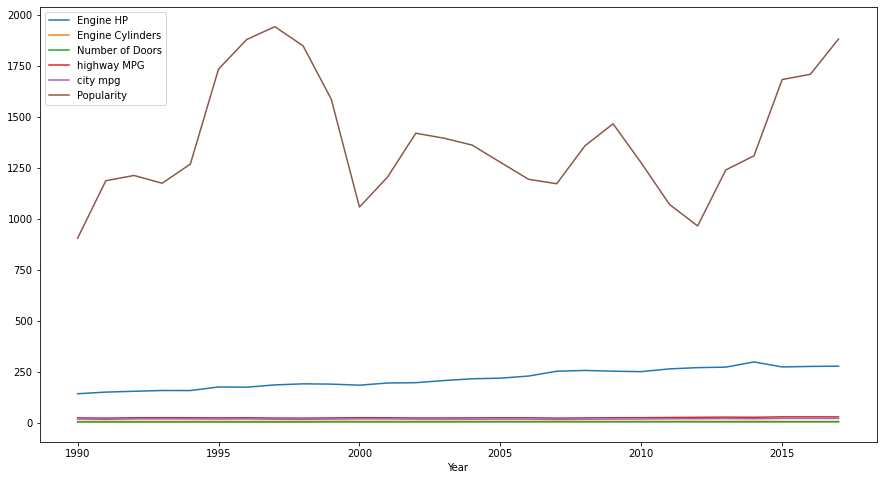 2000
1750
1500
1250
1000
750
500
250
0
Engine HP
Engine Cylinders
Number of Doors
highway MPG
city mpg
Popularity
1990 1995 2000 2005 2010 2015
Year